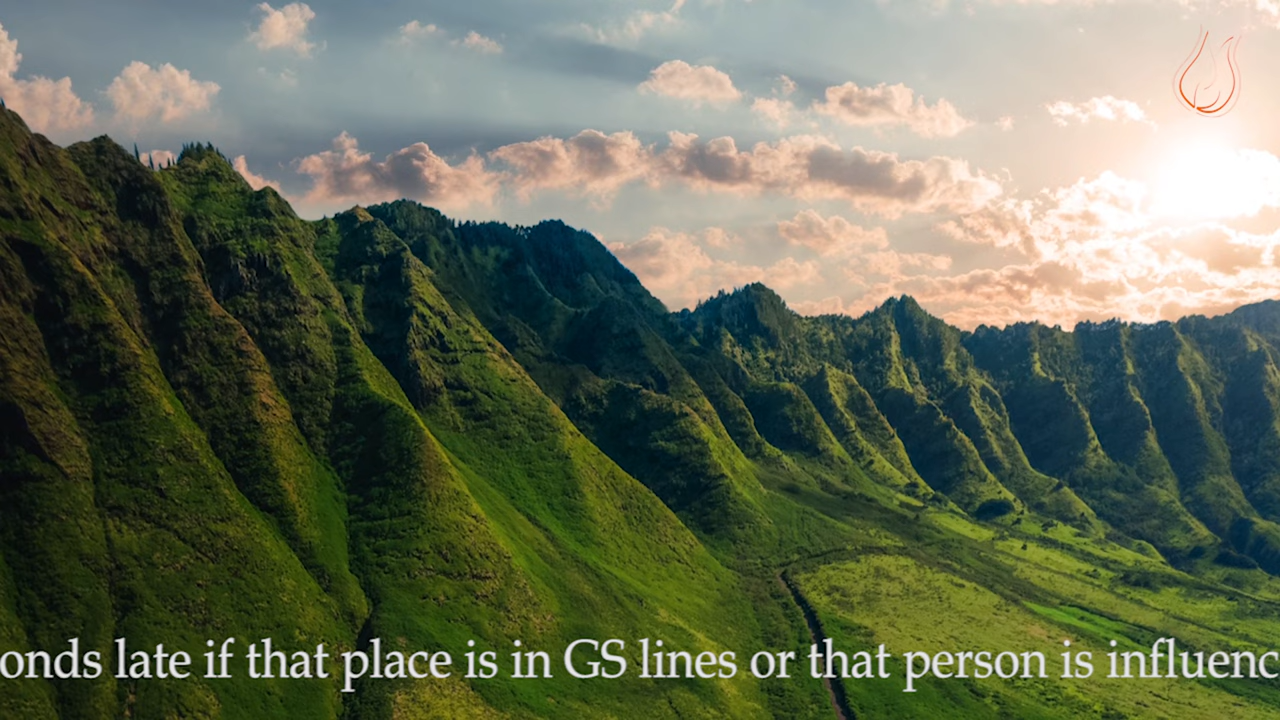 onds late if that place is in GS lines or that person is influenc